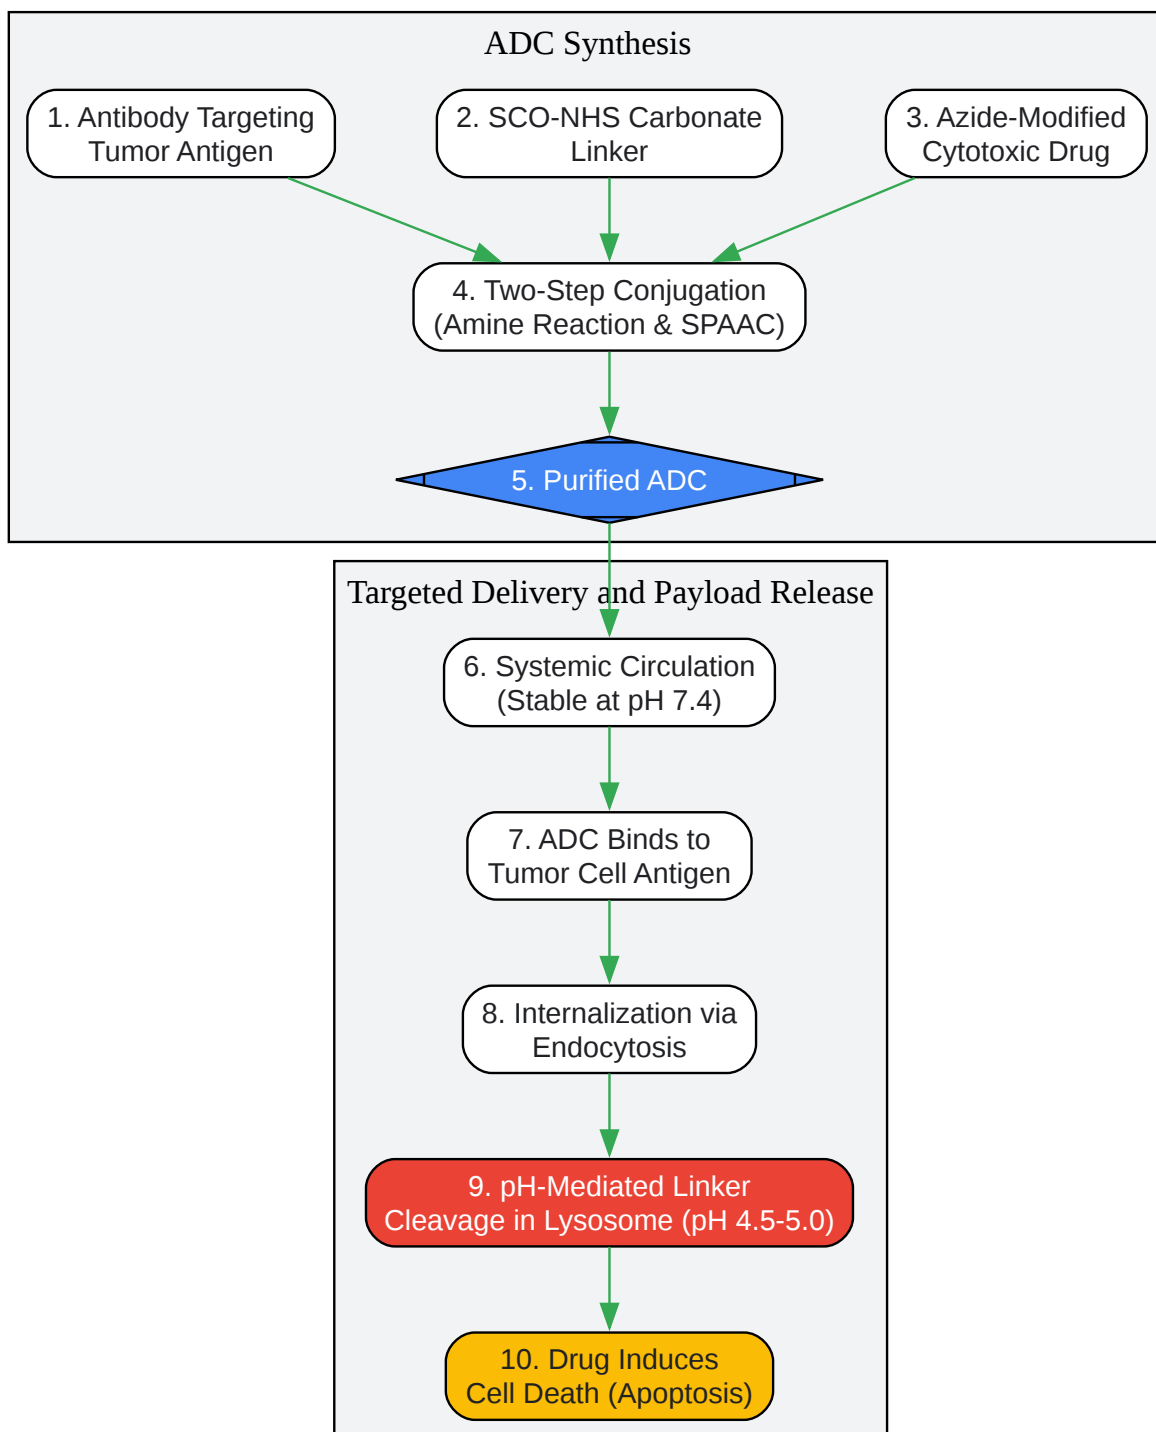 ADC Synthesis
1. Antibody Targeting
Tumor Antigen
2. SCO-NHS Carbonate
Linker
3. Azide-Modified
Cytotoxic Drug
4. Two-Step Conjugation
(Amine Reaction & SPAAC)
5. Purified ADC
Targeted Delivery and Payload Release
6. Systemic Circulation
(Stable at pH 7.4)
7. ADC Binds to
Tumor Cell Antigen
8. Internalization via
Endocytosis
9. pH-Mediated Linker
Cleavage in Lysosome (pH 4.5-5.0)
10. Drug Induces
Cell Death (Apoptosis)